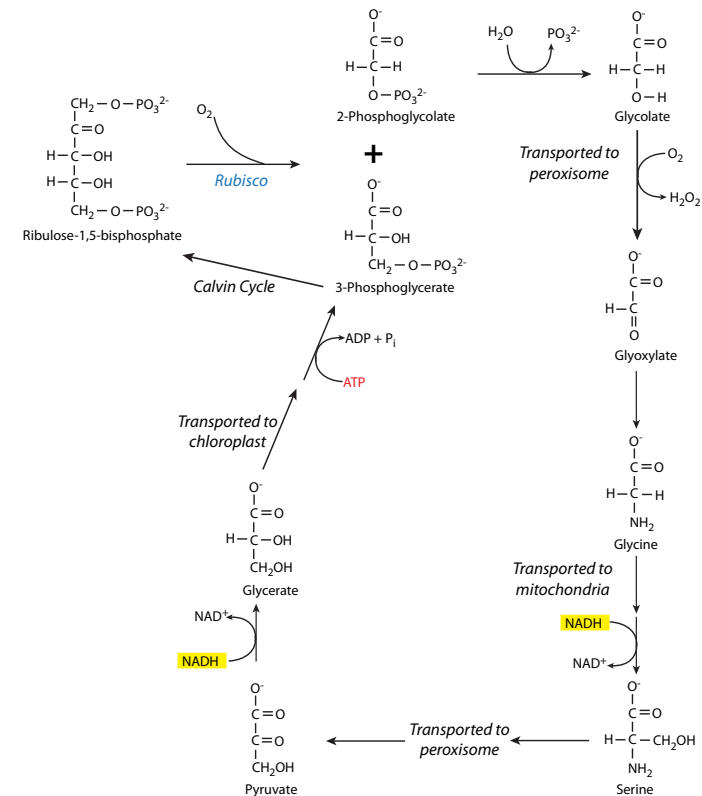 O⁻
C=O
H–C–H
O–PO₃²⁻
2-Phosphoglycolate
H₂O
PO₃²⁻
O⁻
C=O
H–C–H
O–H
Glycolate
CH₂–O–PO₃²⁻
C=O
H–C–OH
H–C–OH
CH₂–O–PO₃²⁻
Ribulose-1,5-bisphosphate
O₂
Rubisco
+
O⁻
C=O
H–C–OH
CH₂–O–PO₃²⁻
3-Phosphoglycerate
Transported to
peroxisome
O₂
H₂O₂
Calvin Cycle
O⁻
C=O
H–C
O
Glyoxylate
ADP + Pᵢ
ATP
Transported to
chloroplast
O⁻
C=O
H–C–H
NH₂
Glycine
O⁻
C=O
H–C–OH
CH₂OH
Glycerate
Transported to
mitochondria
NADH
NAD⁺
NAD⁺
NADH
O⁻
C=O
C=O
CH₂OH
Pyruvate
Transported to
peroxisome
O⁻
C=O
H–C–CH₂OH
NH₂
Serine